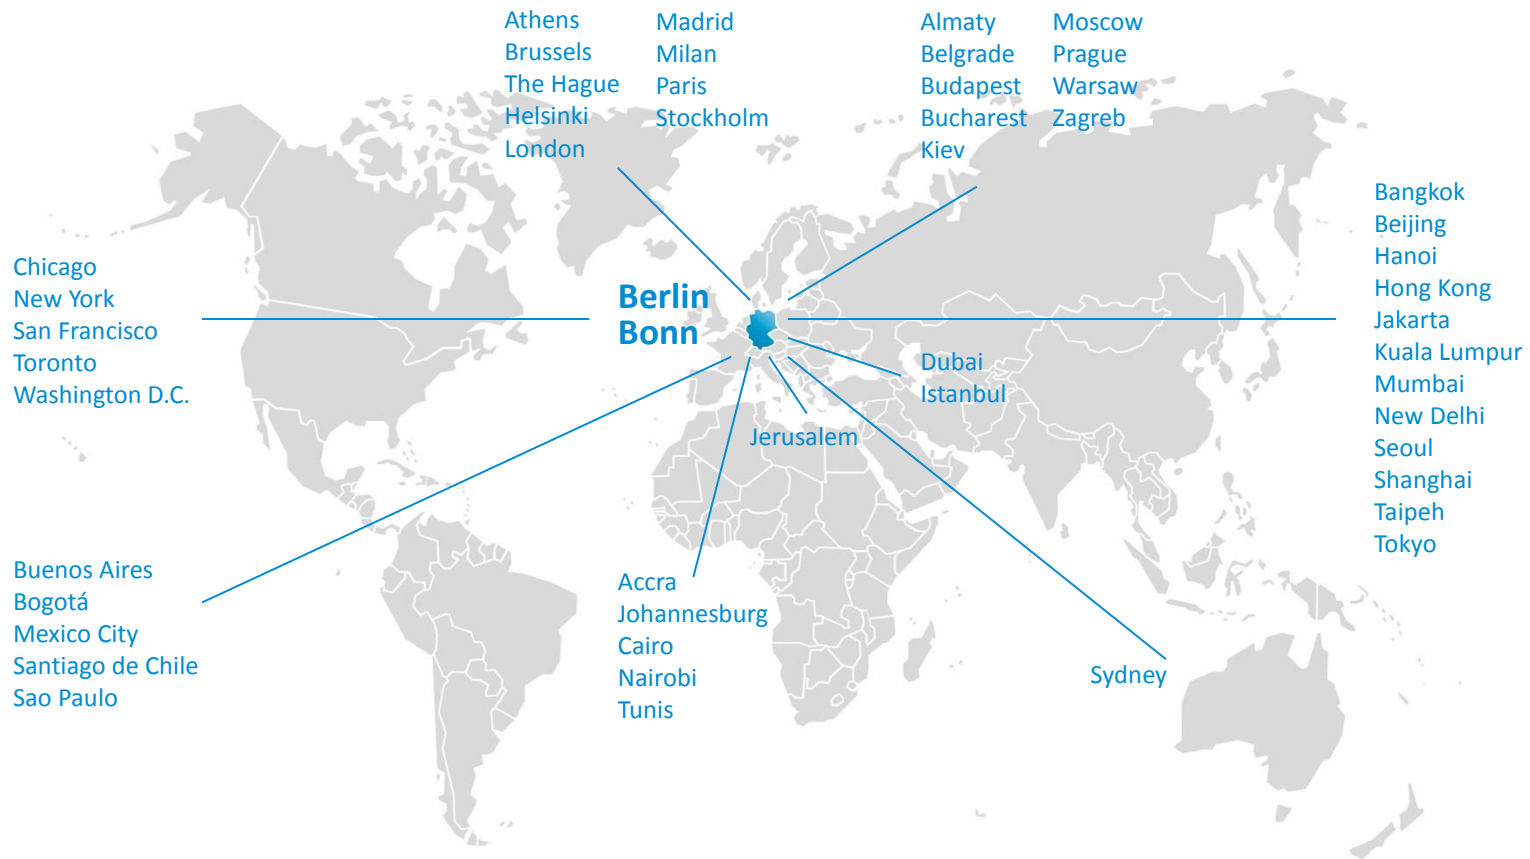 Athens
Brussels
The Hague
Helsinki
London
Madrid
Milan
Paris
Stockholm
Almaty
Belgrade
Budapest
Bucharest
Kiev
Moscow
Prague
Warsaw
Zagreb
Bangkok
Beijing
Hanoi
Hong Kong
Jakarta
Kuala Lumpur
Mumbai
New Delhi
Seoul
Shanghai
Taipeh
Tokyo
Chicago
New York
San Francisco
Toronto
Washington D.C.
Berlin
Bonn
Dubai
Istanbul
Jerusalem
Buenos Aires
Bogotá
Mexico City
Santiago de Chile
Sao Paulo
Accra
Johannesburg
Cairo
Nairobi
Tunis
Sydney